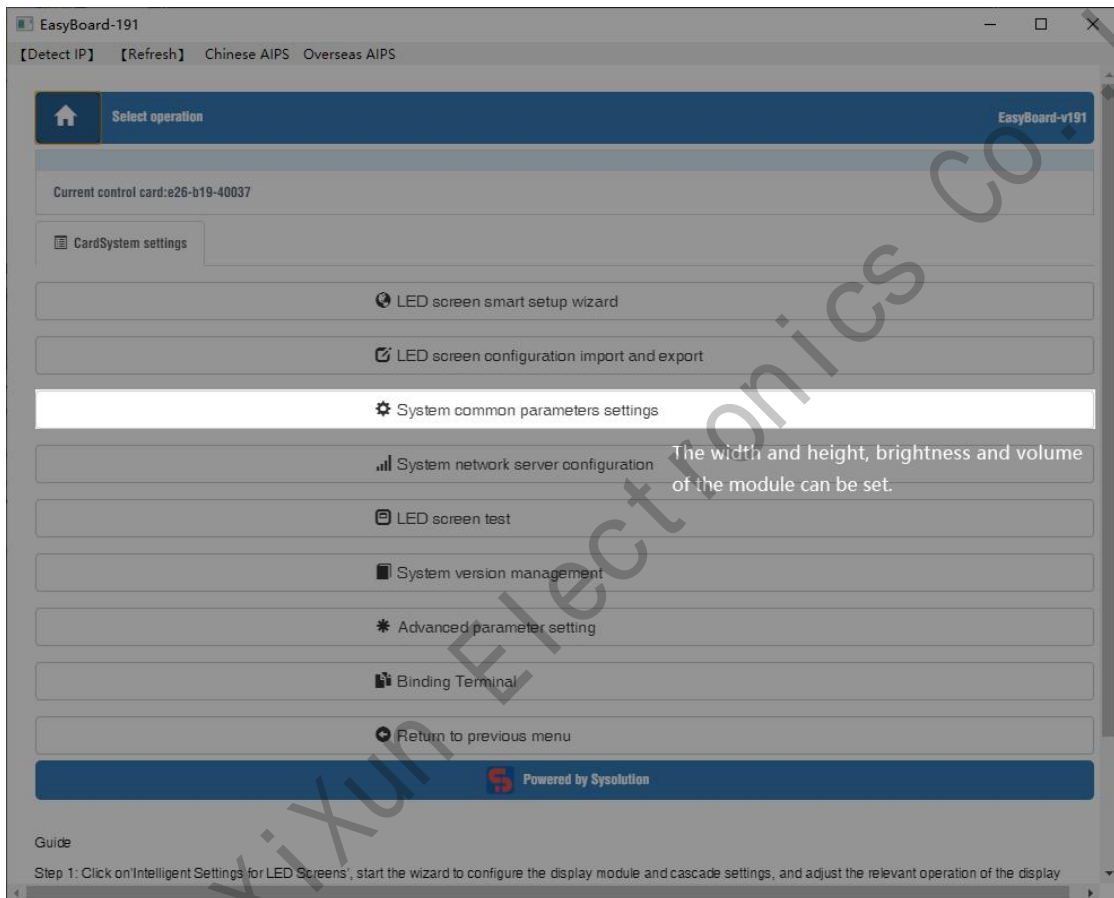 EasyBoard-191
【Detect IP】 【Refresh】 Chinese AIPS Overseas AIPS
Select operation
EasyBoard-v191
Current control card:e26-b19-40037
CardSystem settings
LED screen smart setup wizard
LED screen configuration import and export
System common parameters settings
The width and height, brightness and volume
of the module can be set.
System network server configuration
LED screen test
System version management
Advanced parameter setting
Binding Terminal
Return to previous menu
Powered by Sysolution
Guide
Step 1: Click on'Intelligent Settings for LED Screens', start the wizard to configure the display module and cascade settings, and adjust the relevant operation of the display
XiXun Electronics Co.